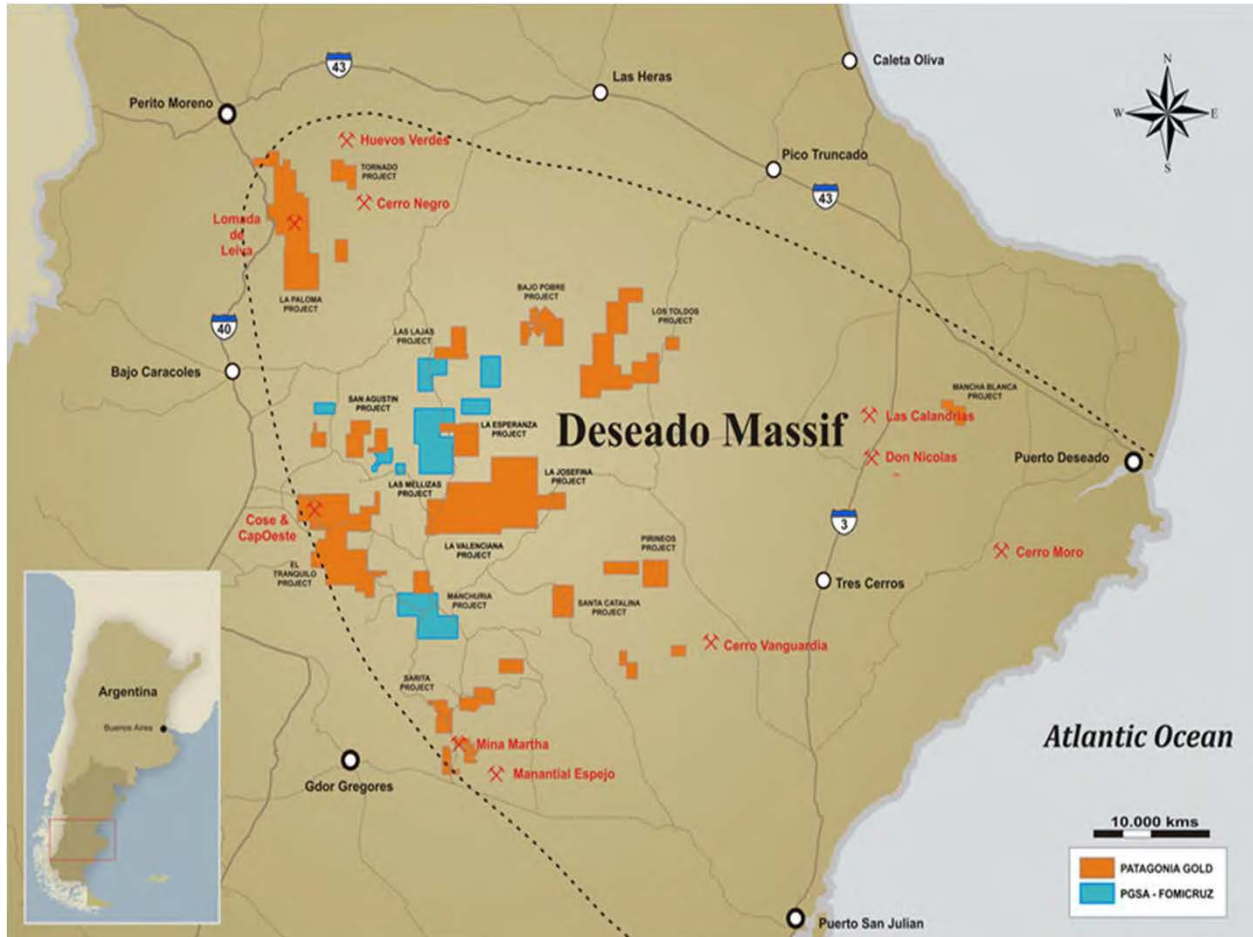 43
Caleta Oliva
Las Heras
N
W
E
S
Perito Moreno
Huevos Verdes
Pico Truncado
TORNADO
PROJECT
Cerro Negro
43
Lomada
de
Leiva
BAJO POBRE
PROJECT
LA PALOMA
PROJECT
LOS TOLDOS
PROJECT
40
LAS LAJAS
PROJECT
Bajo Caracoles
MANCHA BLANCA
PROJECT
SAN AGUSTIN
PROJECT
Las Calandrias
LA ESPERANZA
PROJECT
Deseado Massif
Don Nicolas
Puerto Deseado
LA JOSEFINA
PROJECT
LAS MELLIZAS
PROJECT
Cose &
CapOeste
3
LA VALENCIANA
PROJECT
PIRINEOS
PROJECT
Cerro Moro
EL
TRANQUILO
PROJECT
Tres Cerros
MANCHURIA
PROJECT
SANTA CATALINA
PROJECT
Cerro Vanguardia
SARITA
PROJECT
Argentina
Buenos Aires
Mina Martha
Atlantic Ocean
Manantial Espejo
Gdor Gregores
10.000 kms
PATAGONIA GOLD
PGSA - FOMICRUZ
Puerto San Julian